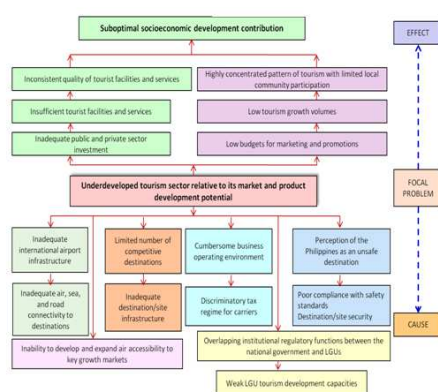 Suboptimal socioeconomic development contribution
EFFECT
Inconsistent quality of tourist facilities and services
Highly concentrated pattern of tourism with limited local
community participation
Insufficient tourist facilities and services
Low tourism growth volumes
Inadequate public and private sector
investment
Low budgets for marketing and promotions
Underdeveloped tourism sector relative to its market and product
development potential
FOCAL
PROBLEM
Inadequate
international airport
infrastructure
Limited number of
competitive
destinations
Cumbersome business
operating environment
Perception of the
Philippines as an unsafe
destination
Inadequate air, sea,
and road
connectivity to
destinations
Inadequate
destination/site
infrastructure
Discriminatory tax
regime for carriers
Poor compliance with safety
standards
Destination/site security
CAUSE
Inability to develop and expand air accessibility to
key growth markets
Overlapping institutional regulatory functions between the
national government and LGUs
Weak LGU tourism development capacities